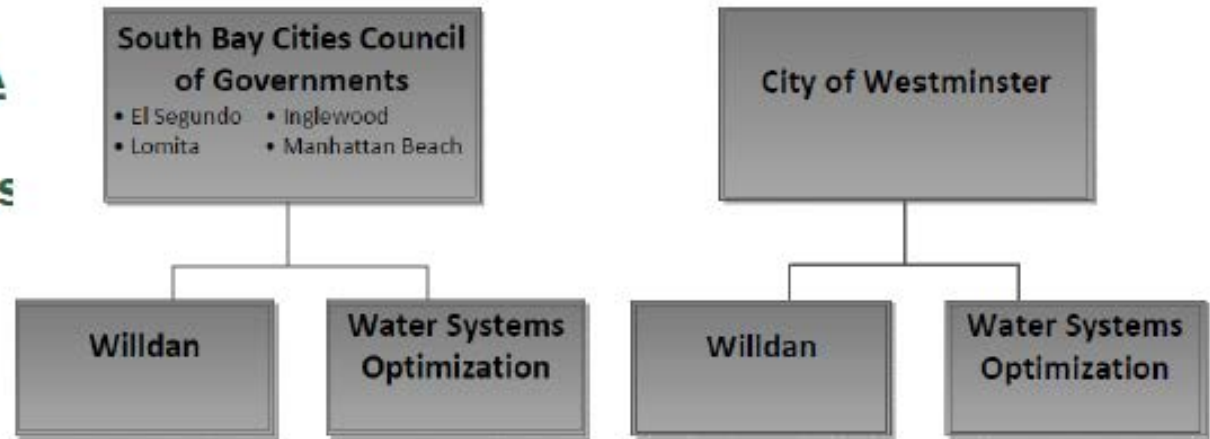 South Bay Cities Council
of Governments
• El Segundo • Inglewood
• Lomita • Manhattan Beach
City of Westminster
Willdan
Water Systems
Optimization
Willdan
Water Systems
Optimization